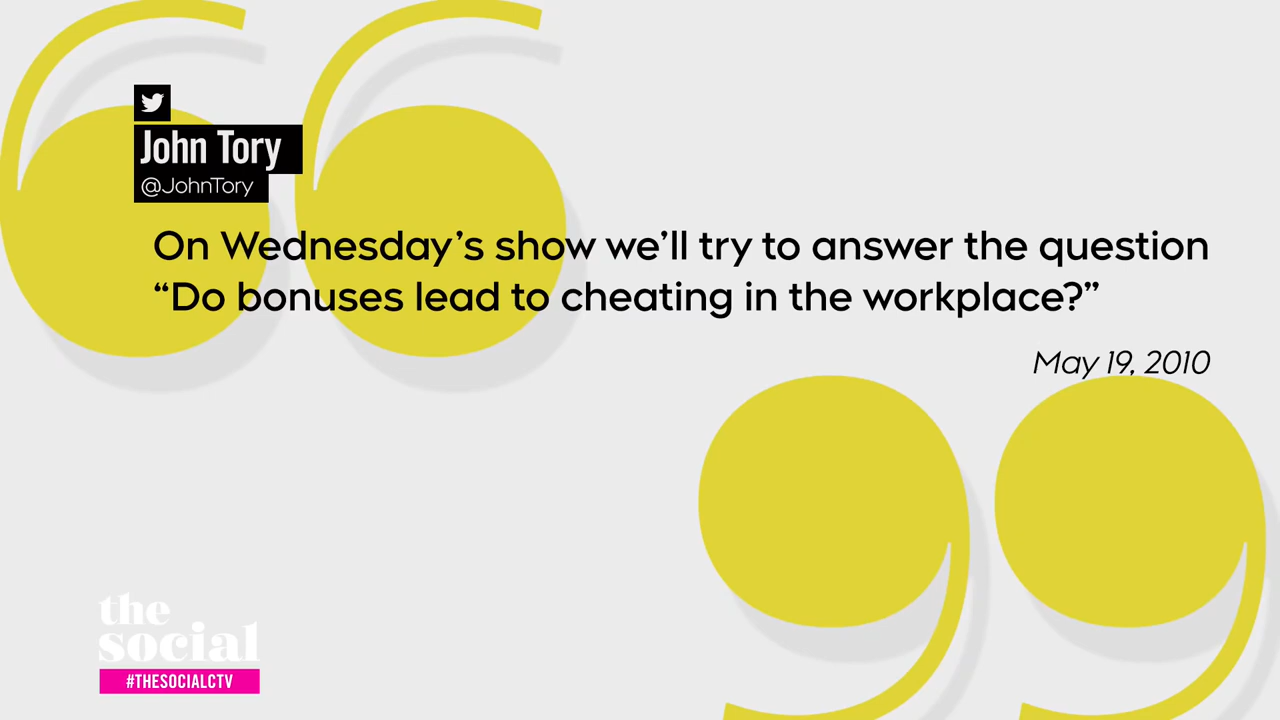 John Tory
@JohnTory
On Wednesday’s show we’ll try to answer the question
“Do bonuses lead to cheating in the workplace?”
May 19, 2010
the
social
#THESOCIALCTV